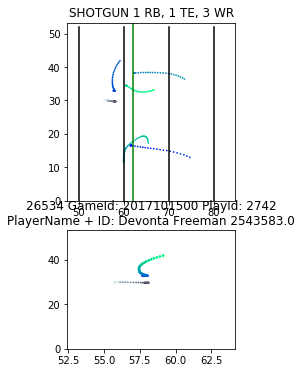 SHOTGUN 1 RB, 1 TE, 3 WR
50
40
30
20
10
0
50 60 70 80
26534 GameId: 2017101500 PlayId: 2742
PlayerName + ID: Devonta Freeman 2543583.0
40
20
0
52.5 55.0 57.5 60.0 62.5